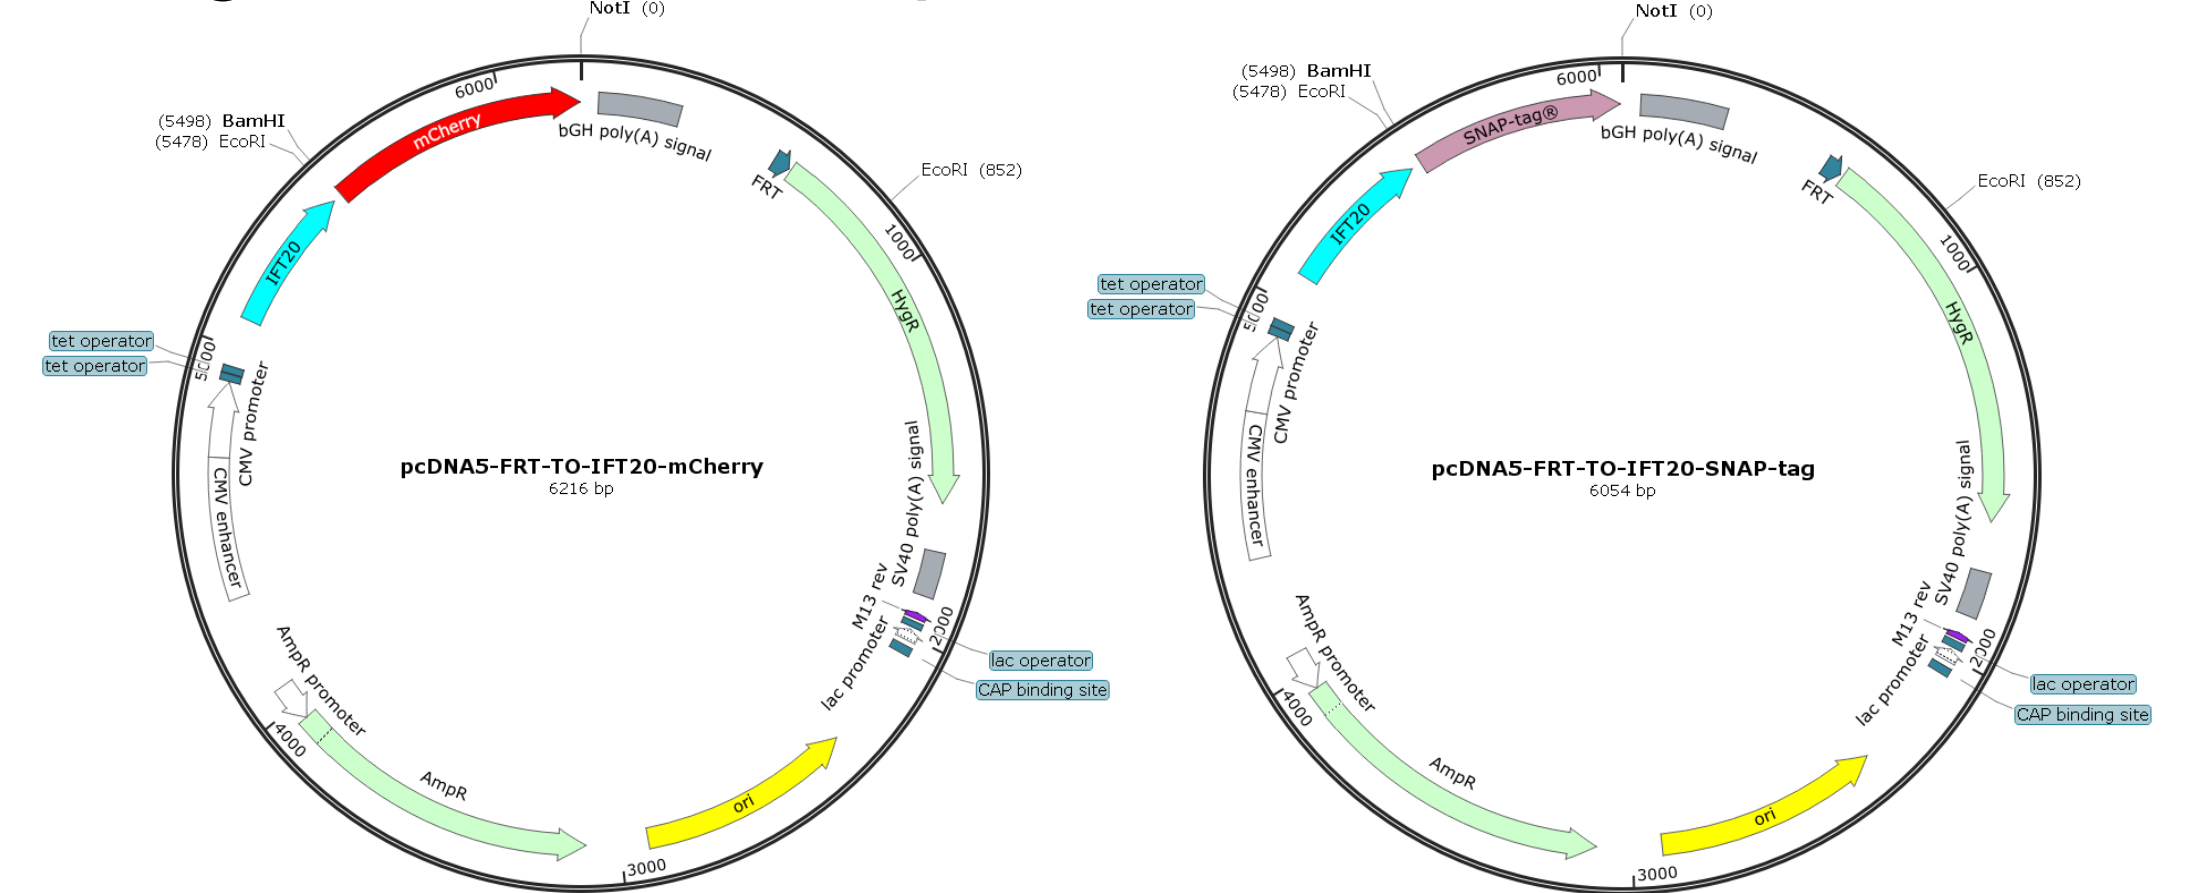 NotI (0)
6000
(5498) BamHI
(5478) EcoRI
mCherry
bGH poly(A) signal
FRT
EcoRI (852)
1000
HygR
IFT20
tet operator
tet operator
5000
CMV promoter
CMV enhancer
pcDNA5-FRT-TO-IFT20-mCherry
6216 bp
SV40 poly(A) signal
M13 rev
2000
lac promoter
lac operator
CAP binding site
AmpR promoter
4000
AmpR
ori
3000
NotI (0)
6000
(5498) BamHI
(5478) EcoRI
SNAP-tag®
bGH poly(A) signal
FRT
EcoRI (852)
1000
HygR
IFT20
tet operator
tet operator
5000
CMV promoter
CMV enhancer
pcDNA5-FRT-TO-IFT20-SNAP-tag
6054 bp
SV40 poly(A) signal
M13 rev
2000
lac promoter
lac operator
CAP binding site
AmpR promoter
4000
AmpR
ori
3000